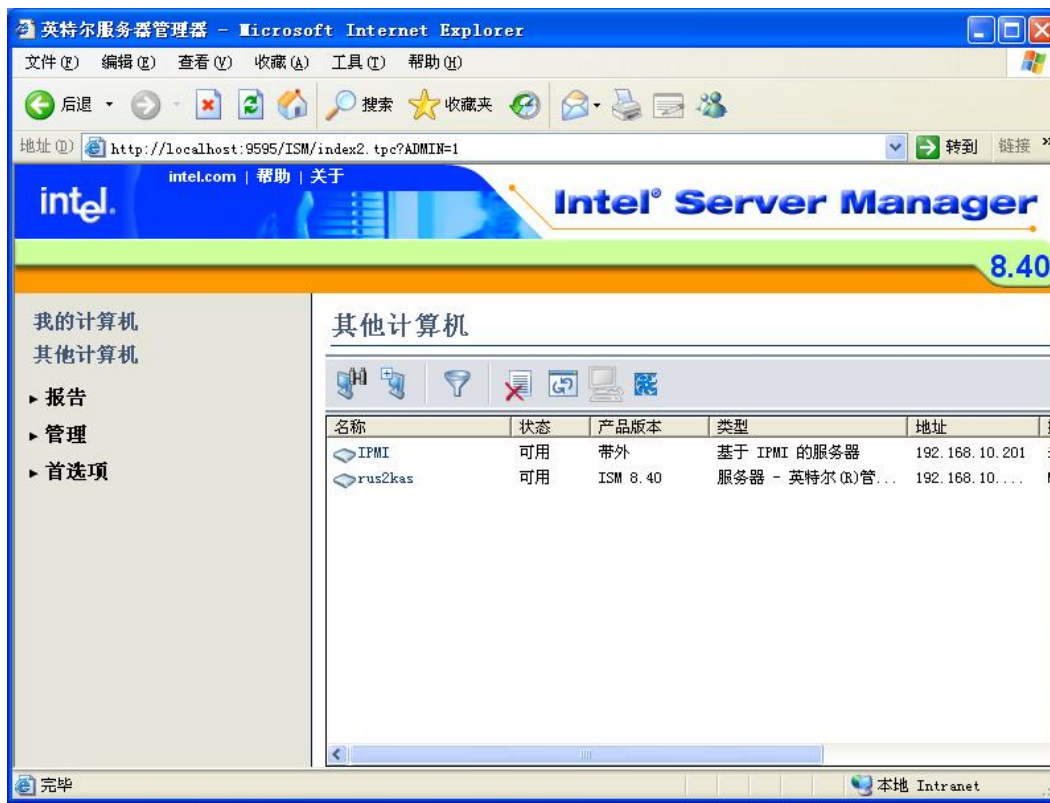 英特尔服务器管理器 - Microsoft Internet Explorer
文件(F) 编辑(E) 查看(V) 收藏(A) 工具(T) 帮助(H)
后退 搜索 收藏夹
地址(D) http://localhost:9595/ISM/index2.tpc?ADMIN=1 转到 链接 »
intel.com | 帮助 | 关于
intel. Intel® Server Manager
8.40
我的计算机
其他计算机
报告
管理
首选项
其他计算机
名称 状态 产品版本 类型 地址
IPMI 可用 带外 基于 IPMI 的服务器 192.168.10.201
rus2kas 可用 ISM 8.40 服务器 - 英特尔(R)管... 192.168.10....
完毕 本地 Intranet